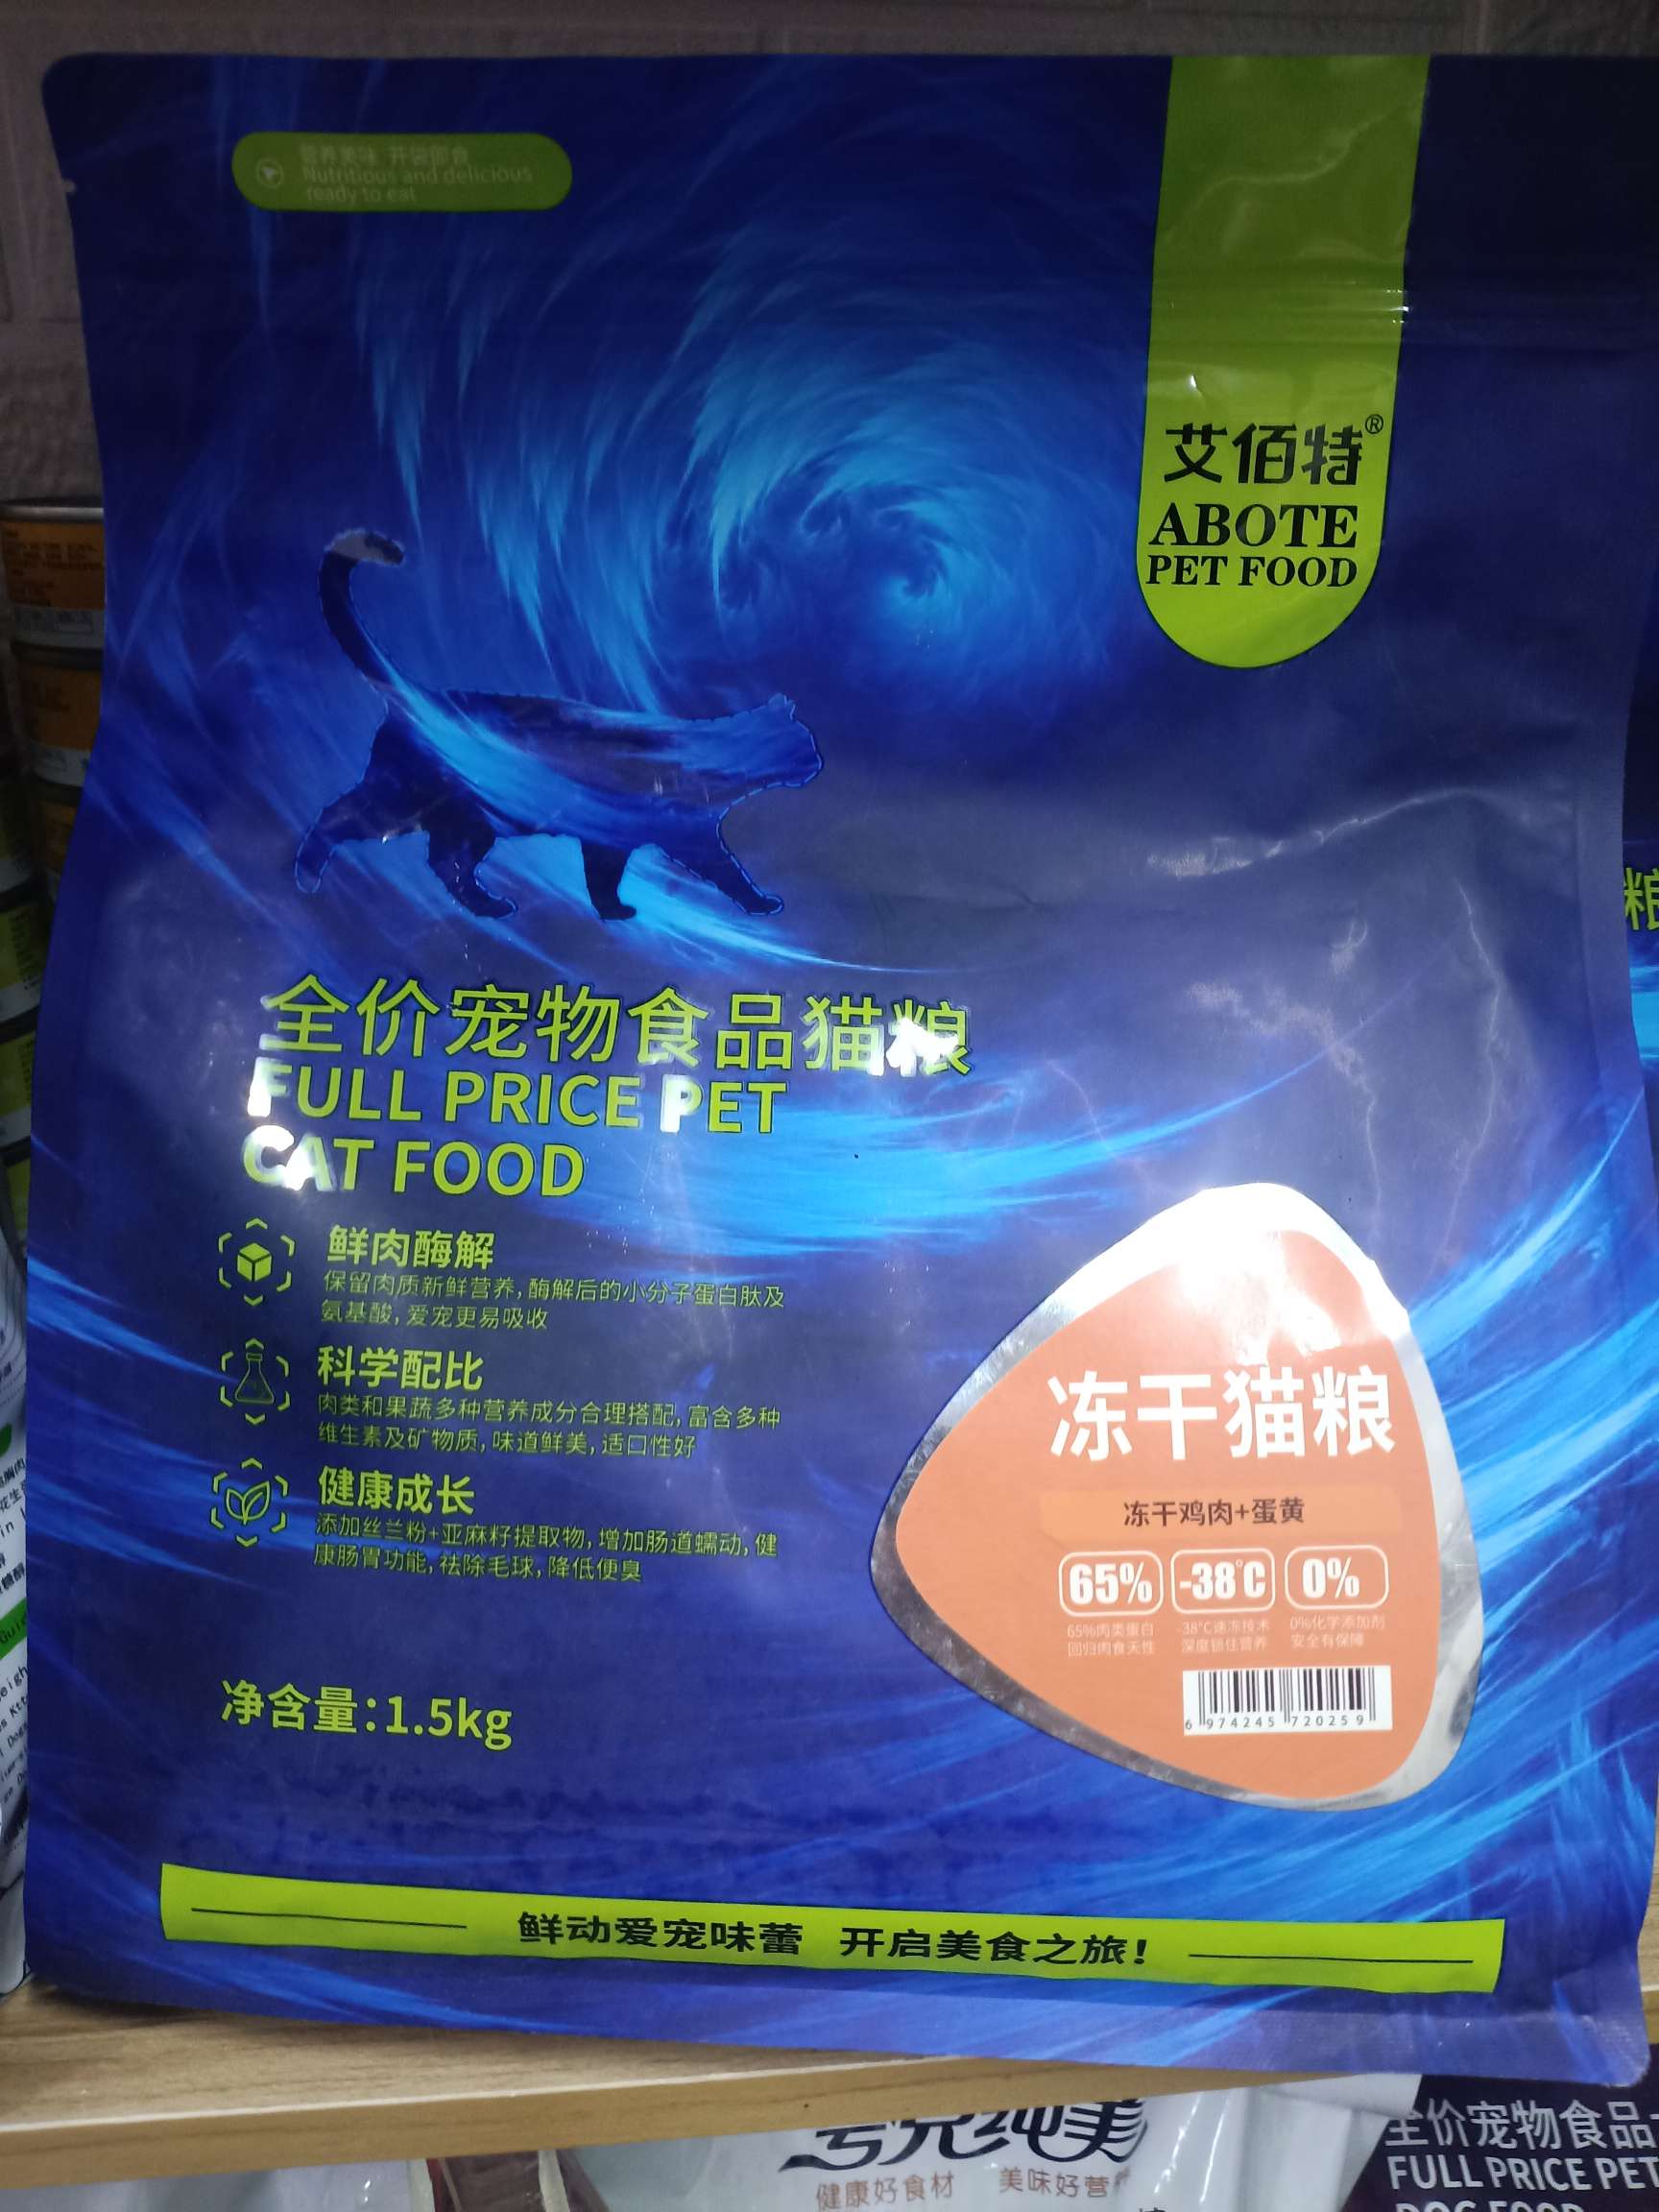 营养美味 开袋即食
Nutritious and delicious
ready to eat
艾佰特®
ABOTE
PET FOOD
全价宠物食品猫粮
FULL PRICE PET
CAT FOOD
鲜肉酶解
保留肉质新鲜营养,酶解后的小分子蛋白肽及
氨基酸,爱宠更易吸收
科学配比
肉类和果蔬多种营养成分合理搭配,富含多种
维生素及矿物质,味道鲜美,适口性好
健康成长
添加丝兰粉+亚麻籽提取物,增加肠道蠕动,健
康肠胃功能,祛除毛球,降低便臭
净含量:1.5kg
冻干猫粮
冻干鸡肉+蛋黄
65% -38℃ 0%
65%肉类蛋白 -38℃速冻技术 0%化学添加剂
回归肉食天性 深度锁住营养 安全有保障
6 974245 720259
鲜动爱宠味蕾 开启美食之旅!
粮
健康好食材 美味好营
全价宠物食品
FULL PRICE PET